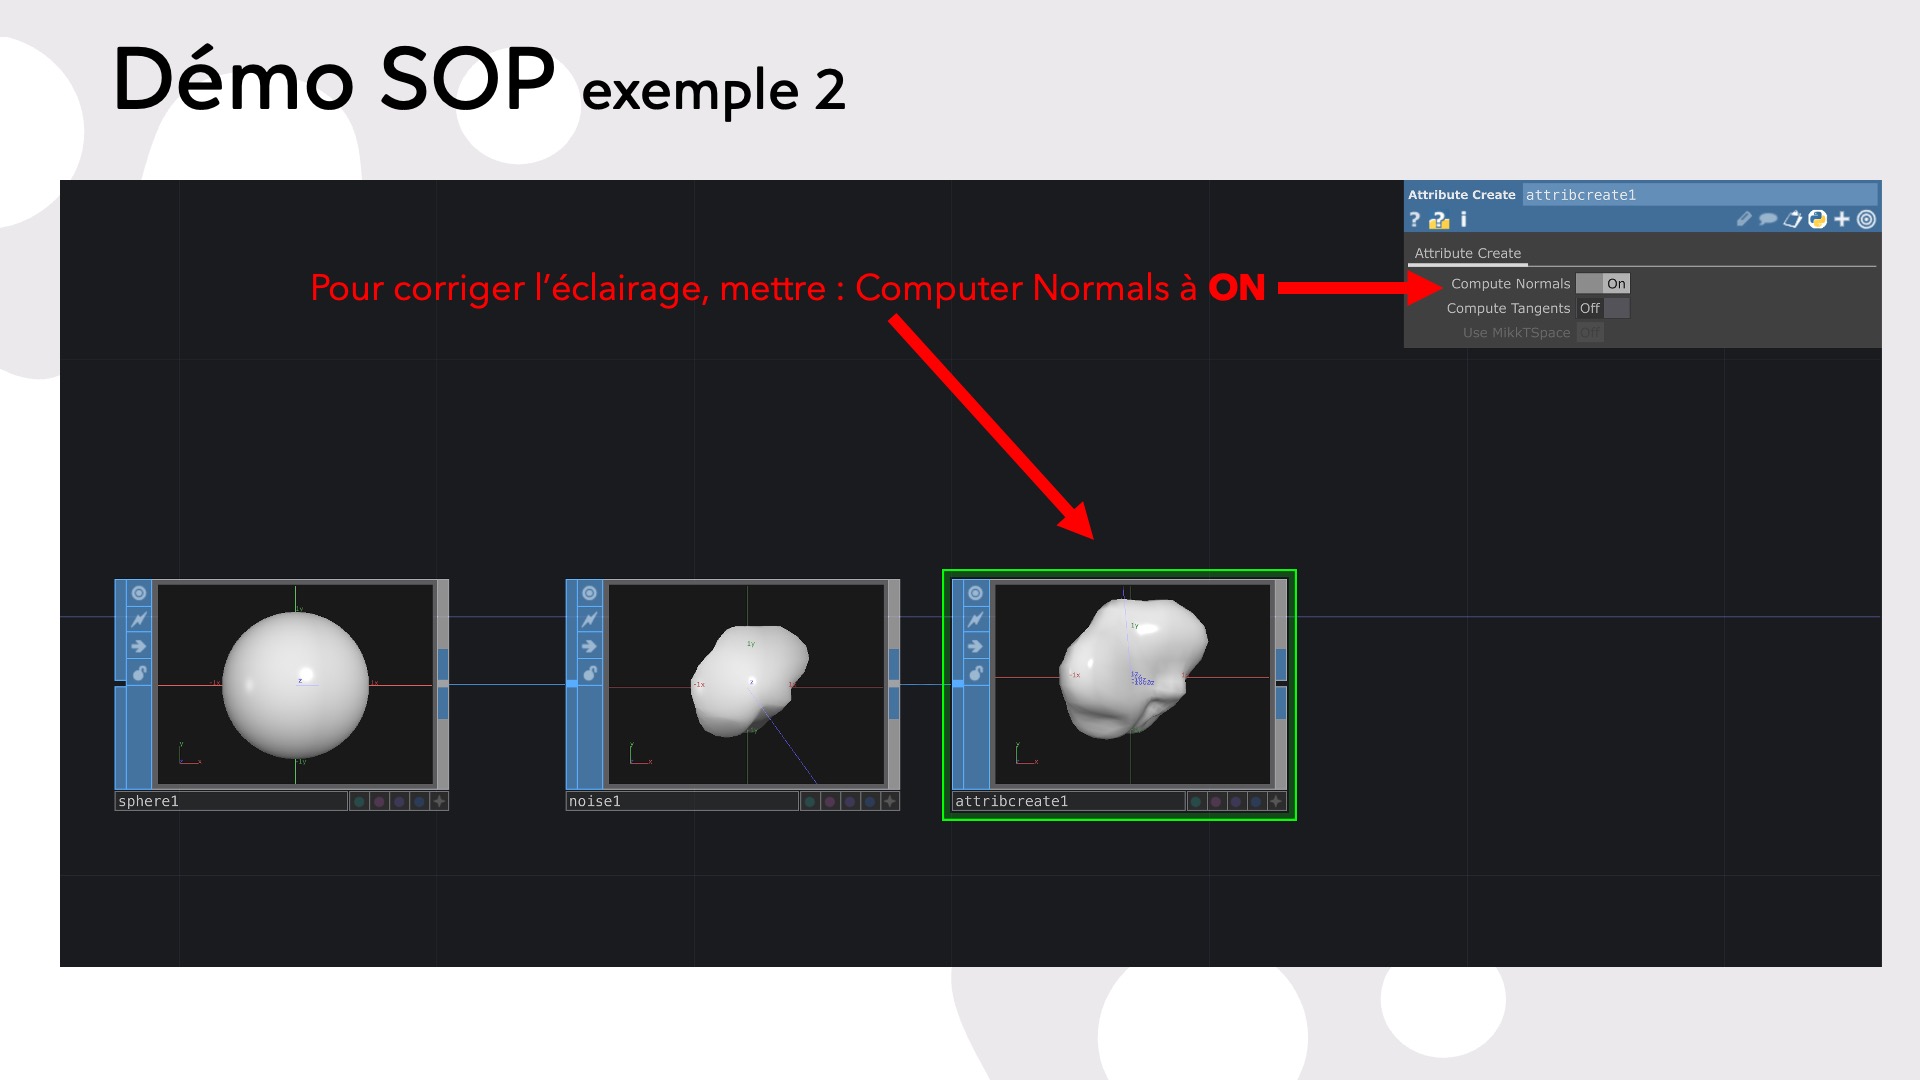 Démo SOP exemple 2
Attribute Create attribcreate1
Attribute Create
Pour corriger l’éclairage, mettre : Computer Normals à ON
Compute Normals On
Compute Tangents Off
Use MikkTSpace Off
sphere1
noise1
attribcreate1